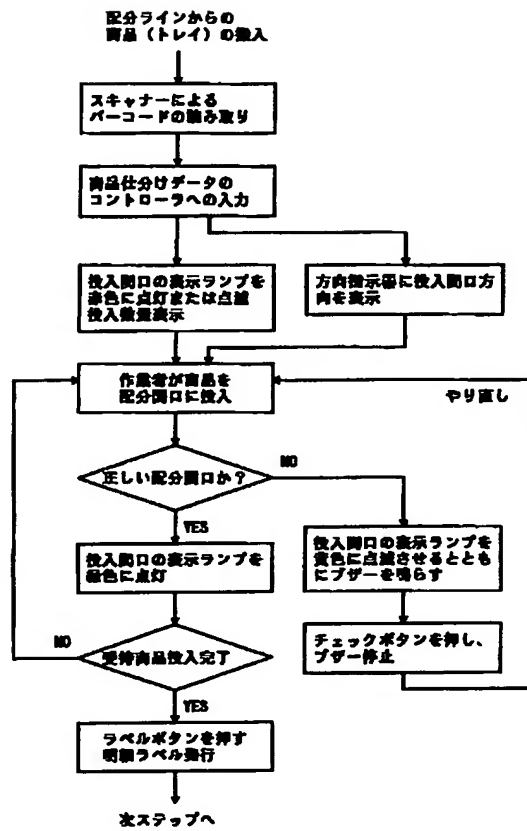 配分ラインからの
商品（トレイ）の搬入
スキャナーによる
バーコードの読み取り
商品仕分けデータの
コントローラへの入力
投入間口の表示ランプを
赤色に点灯または点滅
投入数量表示
方向指示器に投入間口方
向を表示
作業者が商品を
配分間口に投入
やり直し
正しい配分間口か？
NO
YES
投入間口の表示ランプを
緑色に点灯
投入間口の表示ランプを
黄色に点滅させるととも
にブザーを鳴らす
NO
受持商品投入完了
チェックボタンを押し、
ブザー停止
YES
ラベルボタンを押す
明細ラベル発行
次ステップへ